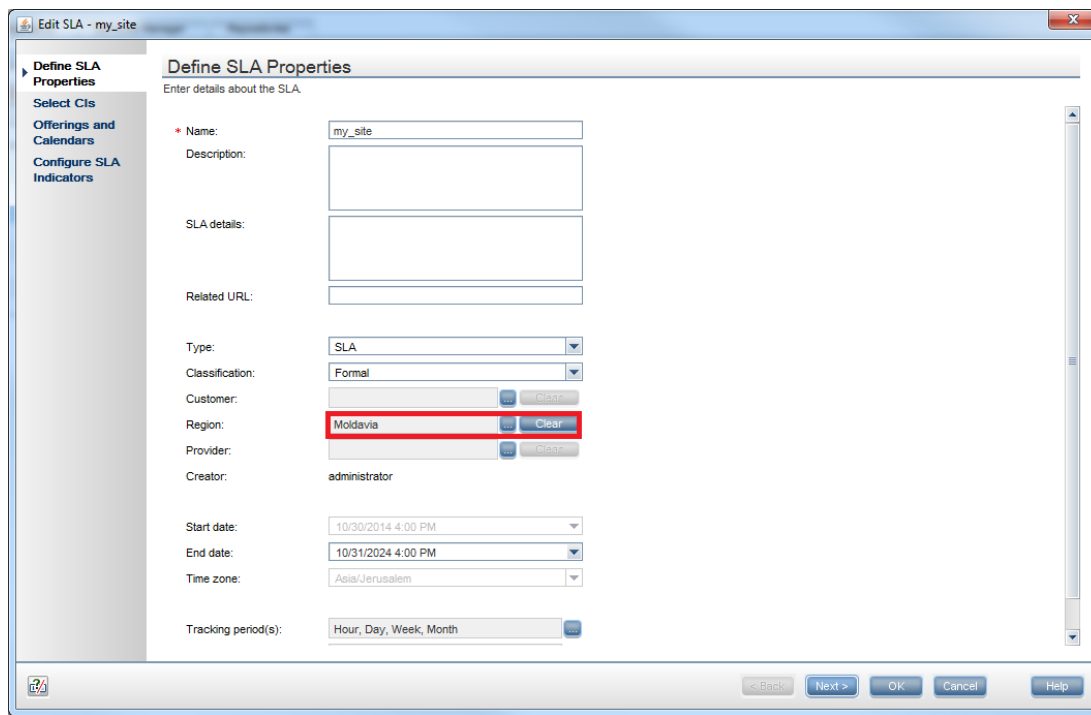 Edit SLA - my_site
Define SLA
Properties
Select CIs
Offerings and
Calendars
Configure SLA
Indicators
Define SLA Properties
Enter details about the SLA.
* Name: my_site
Description:
SLA details:
Related URL:
Type: SLA
Classification: Formal
Customer: ... Clear
Region: Moldavia ... Clear
Provider: ... Clear
Creator: administrator
Start date: 10/30/2014 4:00 PM
End date: 10/31/2024 4:00 PM
Time zone: Asia/Jerusalem
Tracking period(s): Hour, Day, Week, Month ...
< Back Next > OK Cancel Help